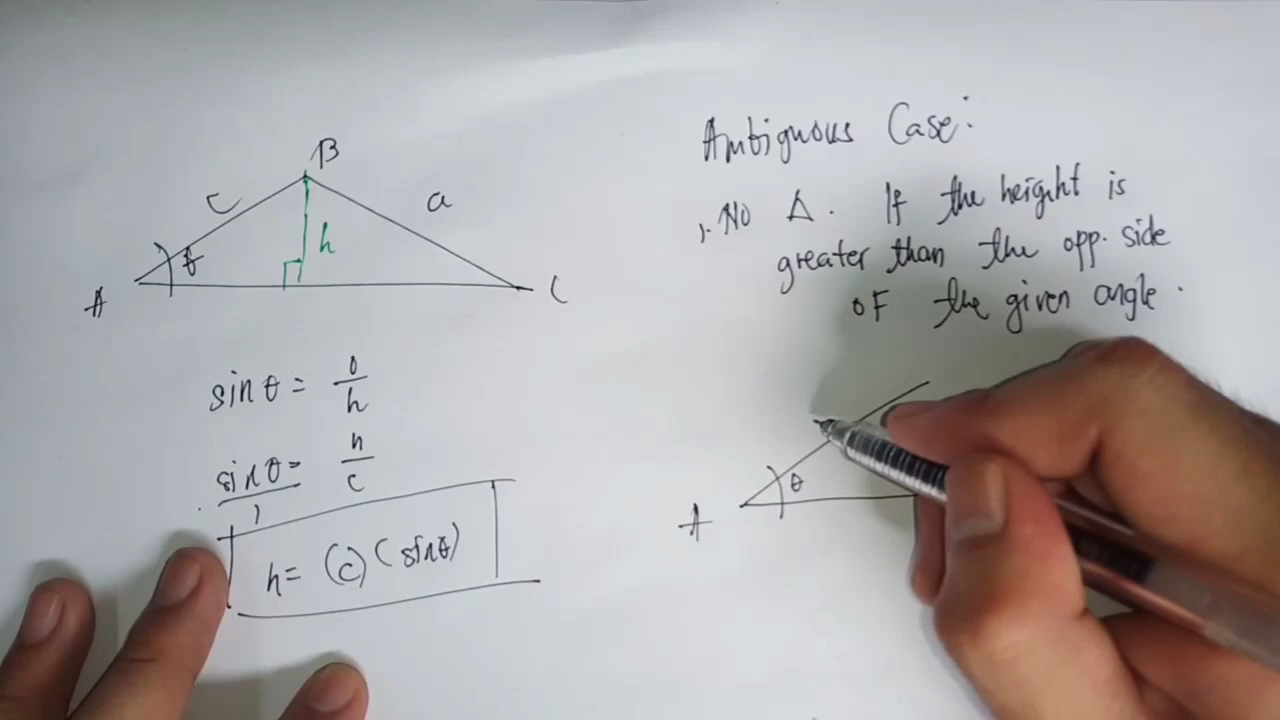 B
c
a
h
θ
A
C
sin θ = o/h
sin θ = h/c
1
h = (c) (sin θ)
Ambiguous Case:
1. No Δ. If the height is
greater than the opp. side
of the given angle.
θ
A